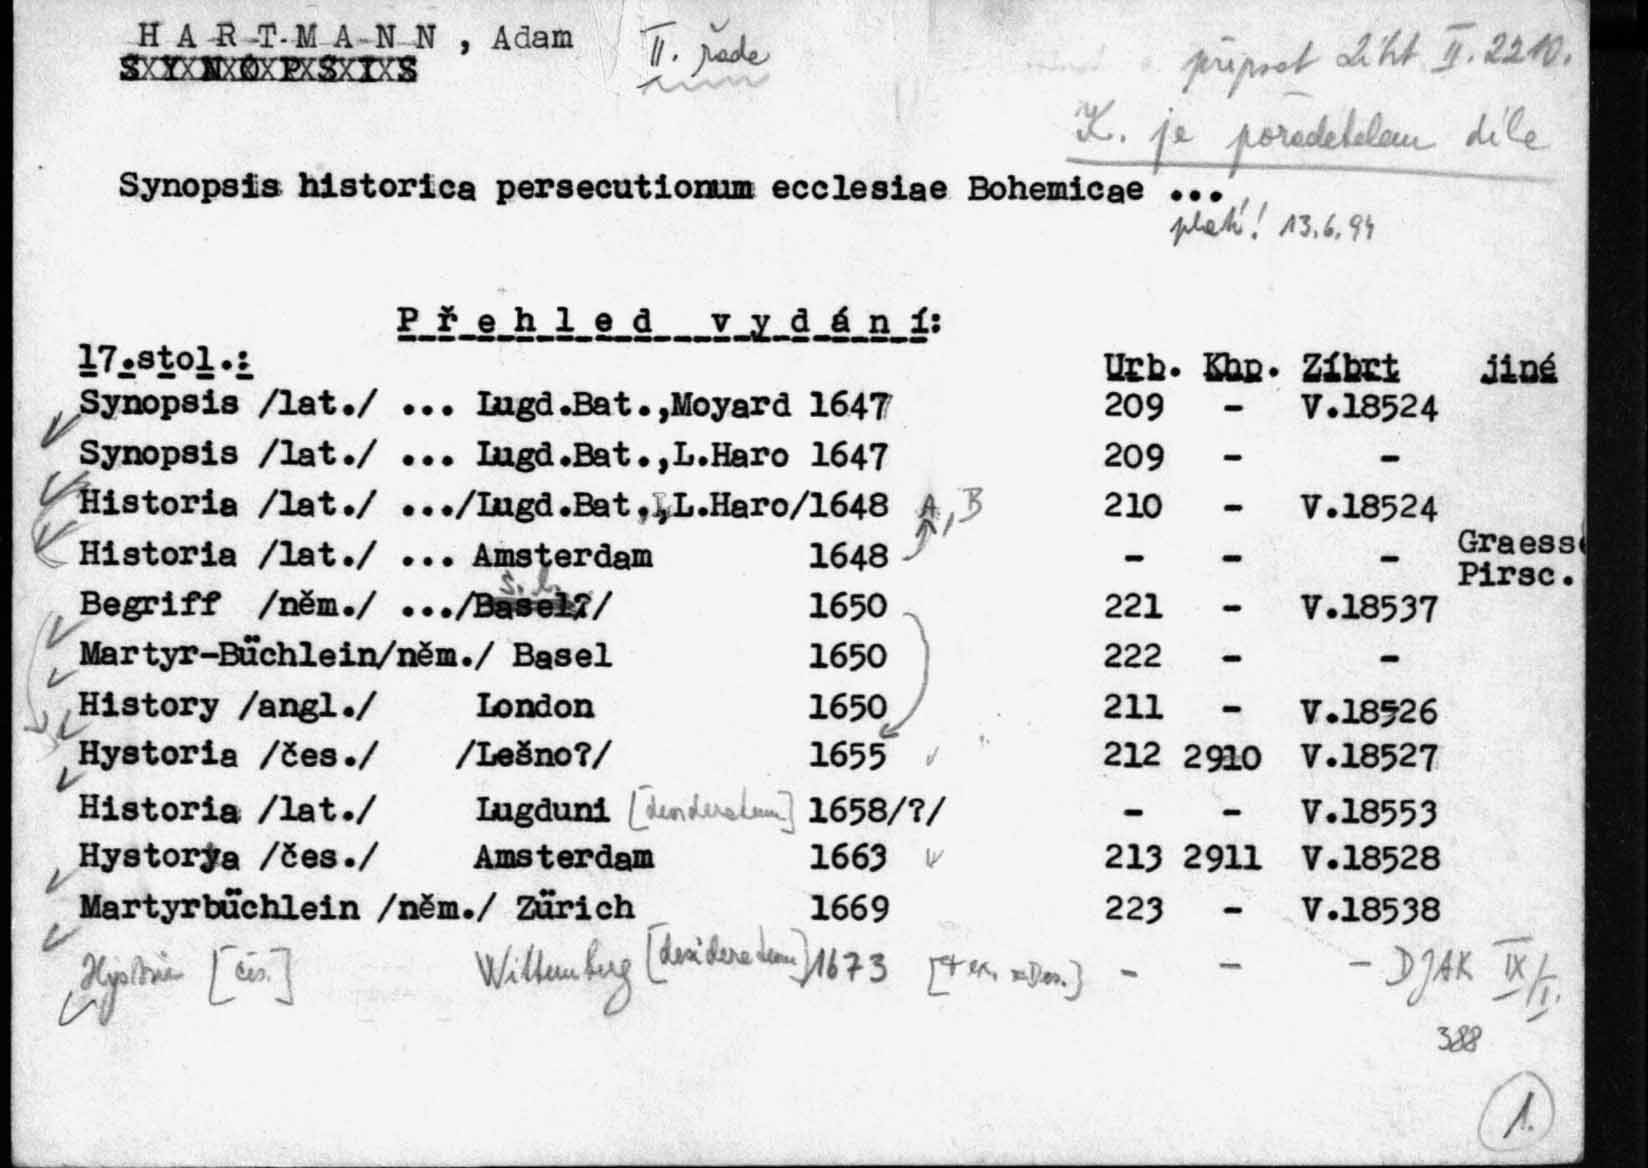 H A R T M A N N , Adam II. řada
SYNOPSIS
připsat Zíbt II. 2210.
K. je pořadatelem díla
Synopsis historica persecutionum ecclesiae Bohemicae ...
platí! 13.6.94
Přehled vydání:
17.stol.: Urb. Khp. Zíbrt jiné
Synopsis /lat./ ... Lugd.Bat.,Moyard 1647 209 - V.18524
Synopsis /lat./ ... Lugd.Bat.,L.Haro 1647 209 - -
Historia /lat./ .../Lugd.Bat.,L.Haro/1648 A, B 210 - V.18524
Historia /lat./ ... Amsterdam 1648 - - - Graesse
Pirsc.
s. l.
Begriff /něm./ .../Basel?/ 1650 221 - V.18537
Martyr-Büchlein/něm./ Basel 1650 222 - -
History /angl./ London 1650 211 - V.18526
Hystoria /čes./ /Lešno?/ 1655 212 2910 V.18527
Historia /lat./ Lugduni [desideratum] 1658/?/ - - V.18553
Hystorya /čes./ Amsterdam 1663 213 2911 V.18528
Martyrbüchlein /něm./ Zürich 1669 223 - V.18538
Hystoria [čes.] Wittemberg [desideratum] 1673 - - - DJAK IX/I.
388
1.